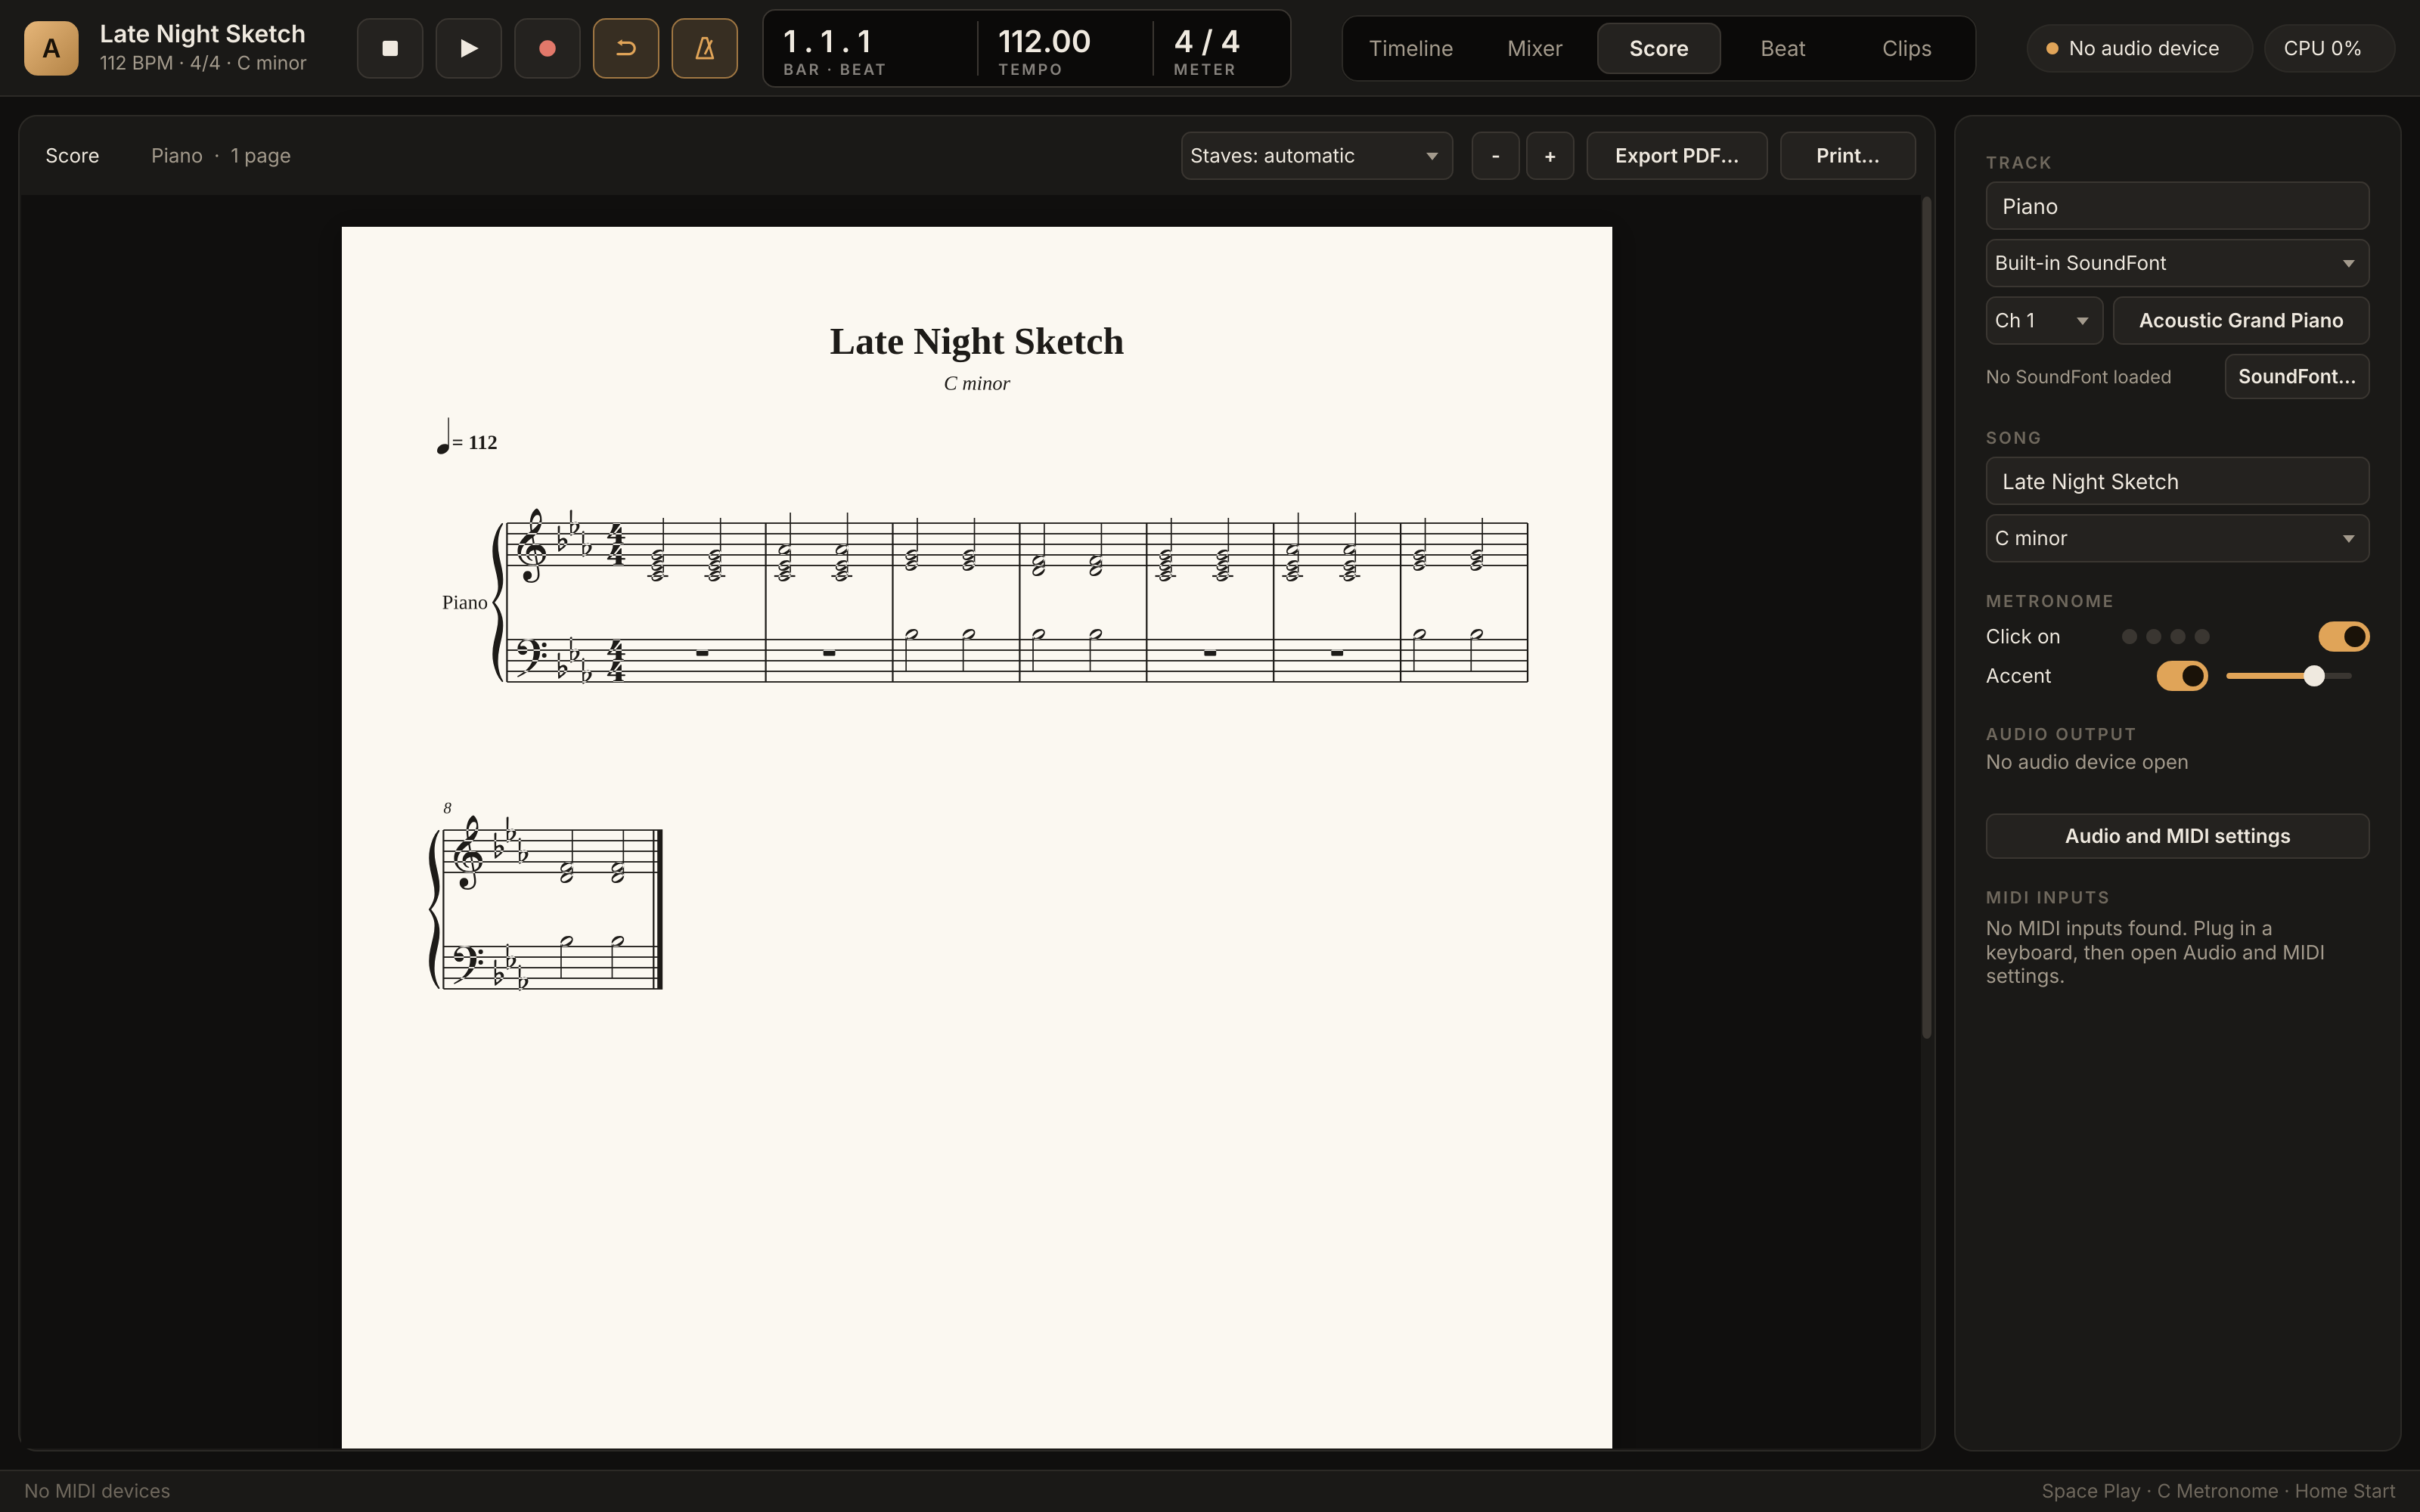 A
Late Night Sketch
112 BPM · 4/4 · C minor
1 . 1 . 1
BAR · BEAT
112.00
TEMPO
4 / 4
METER
Timeline
Mixer
Score
Beat
Clips
No audio device
CPU 0%
Score
Piano · 1 page
Staves: automatic
-
+
Export PDF...
Print...
Late Night Sketch
C minor
= 112
Piano
4
4
4
4
8
TRACK
Piano
Built-in SoundFont
Ch 1
Acoustic Grand Piano
No SoundFont loaded
SoundFont...
SONG
Late Night Sketch
C minor
METRONOME
Click on
Accent
AUDIO OUTPUT
No audio device open
Audio and MIDI settings
MIDI INPUTS
No MIDI inputs found. Plug in a
keyboard, then open Audio and MIDI
settings.
No MIDI devices
Space Play · C Metronome · Home Start